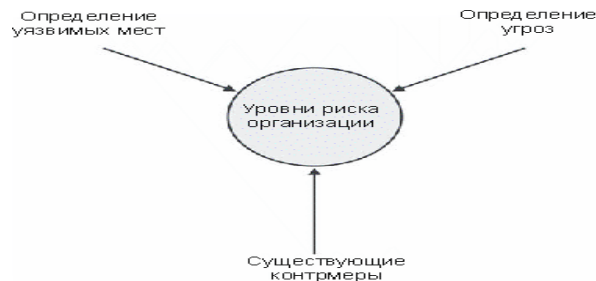 Определение
уязвимых мест
Определение
угроз
Уровни риска
организации
Существующие
контрмеры